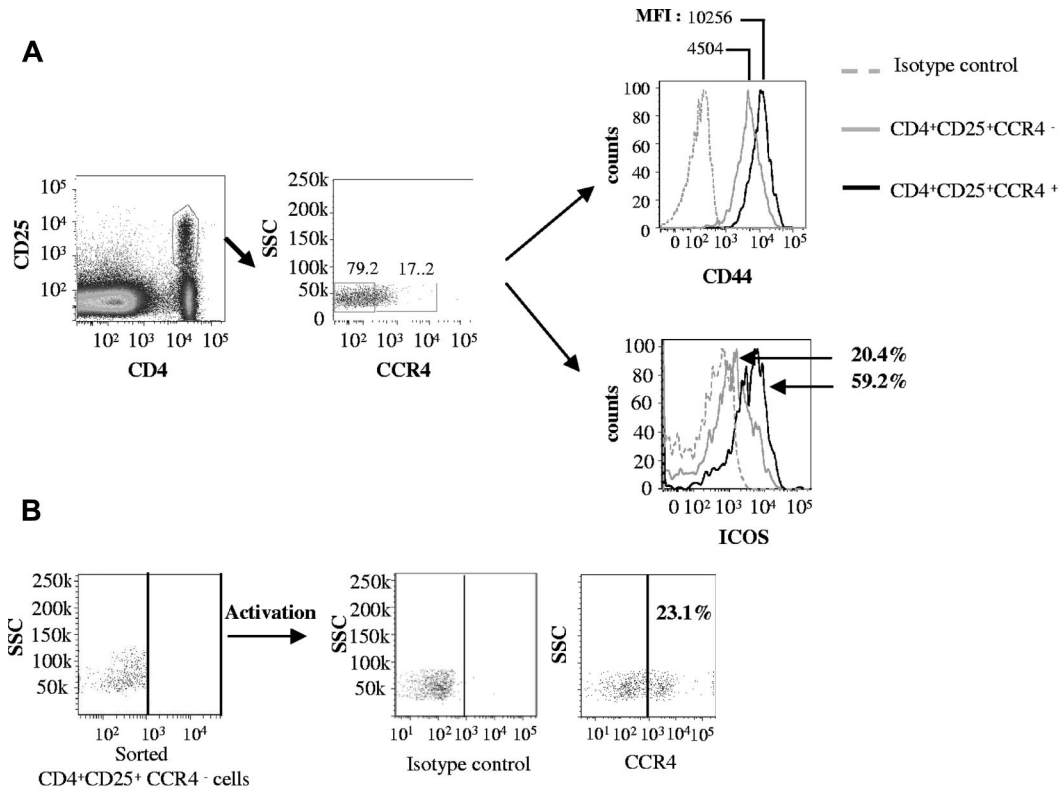 A
MFI : 10256
4504
100
80
60
40
20
0
counts
0 10² 10³ 10⁴ 10⁵
CD44
Isotype control
CD4⁺CD25⁺CCR4⁻
CD4⁺CD25⁺CCR4⁺
10⁵
10⁴
10³
10²
CD25
10² 10³ 10⁴ 10⁵
CD4
250k
200k
150k
100k
50k
0
SSC
79.2 17..2
10² 10³ 10⁴ 10⁵
CCR4
100
80
60
40
20
0
counts
0 10² 10³ 10⁴ 10⁵
ICOS
20.4%
59.2%
B
250k
200k
150k
100k
50k
SSC
10² 10³ 10⁴
Sorted
CD4⁺CD25⁺ CCR4⁻ cells
Activation
250k
200k
150k
100k
50k
SSC
10¹ 10² 10³ 10⁴ 10⁵
Isotype control
SSC
23.1%
10¹ 10² 10³ 10⁴ 10⁵
CCR4